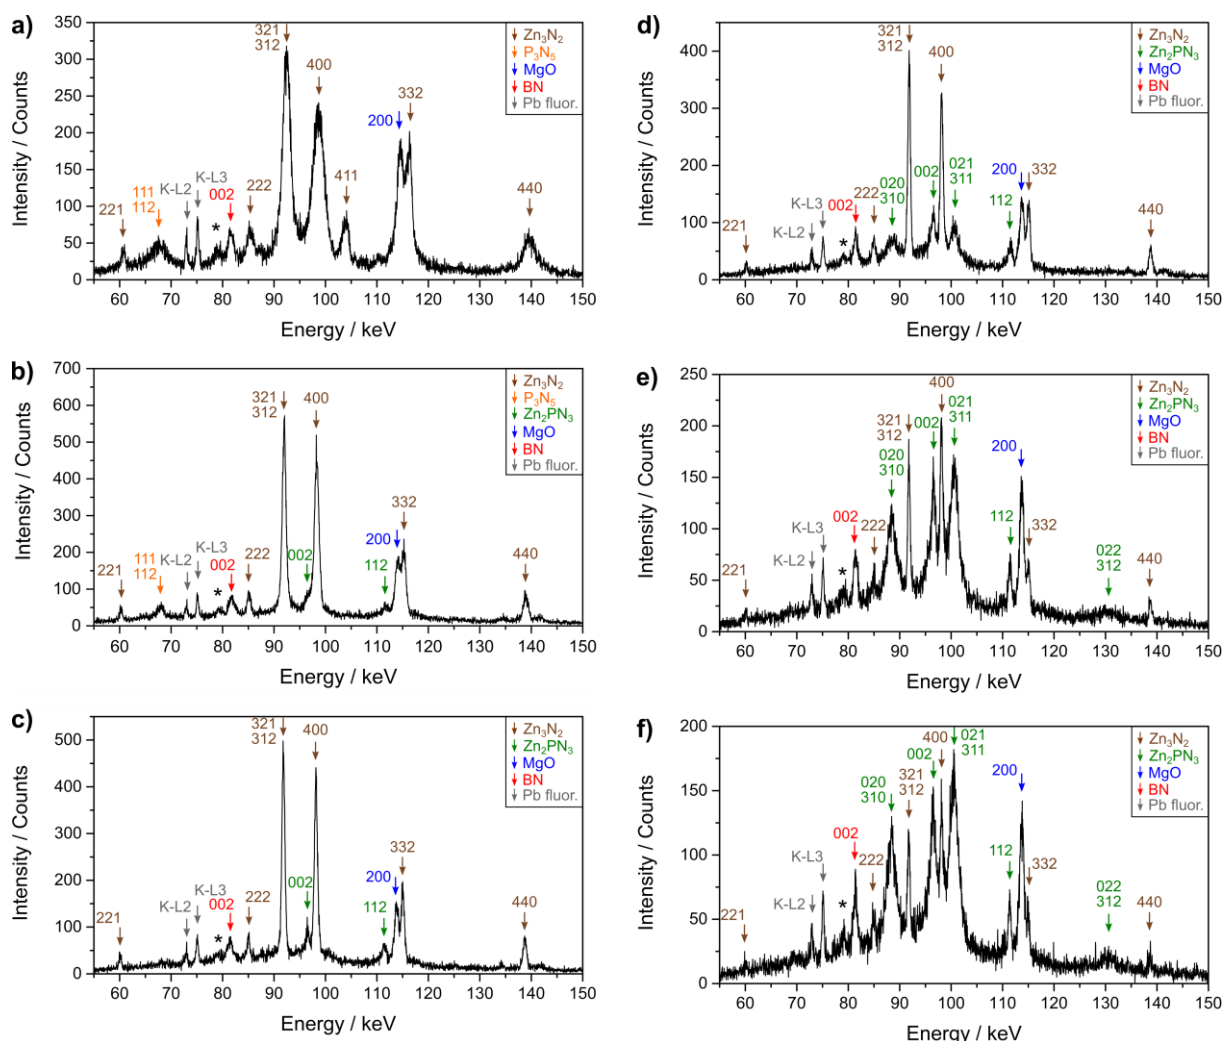 a)
Intensity / Counts
350
300
250
200
150
100
50
0
321
312
400
332
200
411
K-L3
K-L2
111
112
221
*
002
222
440
Zn₃N₂
P₃N₅
MgO
BN
Pb fluor.
60 70 80 90 100 110 120 130 140 150
Energy / keV
b)
Intensity / Counts
700
600
500
400
300
200
100
0
321
312
400
332
200
K-L3
K-L2
111
112
221
*
002
222
002
112
440
Zn₃N₂
P₃N₅
Zn₂PN₃
MgO
BN
Pb fluor.
60 70 80 90 100 110 120 130 140 150
Energy / keV
c)
Intensity / Counts
500
400
300
200
100
0
321
312
400
332
200
K-L3
K-L2
221
*
002
222
002
112
440
Zn₃N₂
Zn₂PN₃
MgO
BN
Pb fluor.
60 70 80 90 100 110 120 130 140 150
Energy / keV
d)
Intensity / Counts
400
300
200
100
0
321
312
400
002
021
311
200
332
K-L3
K-L2
221
*
002
222
020
310
112
440
Zn₃N₂
Zn₂PN₃
MgO
BN
Pb fluor.
60 70 80 90 100 110 120 130 140 150
Energy / keV
e)
Intensity / Counts
250
200
150
100
50
0
400
321
312
002
021
311
020
310
200
K-L3
K-L2
221
*
002
222
112
332
022
312
440
Zn₃N₂
Zn₂PN₃
MgO
BN
Pb fluor.
60 70 80 90 100 110 120 130 140 150
Energy / keV
f)
Intensity / Counts
200
150
100
50
0
400
021
311
002
321
312
020
310
200
K-L3
K-L2
221
*
002
222
112
332
022
312
440
Zn₃N₂
Zn₂PN₃
MgO
BN
Pb fluor.
60 70 80 90 100 110 120 130 140 150
Energy / keV